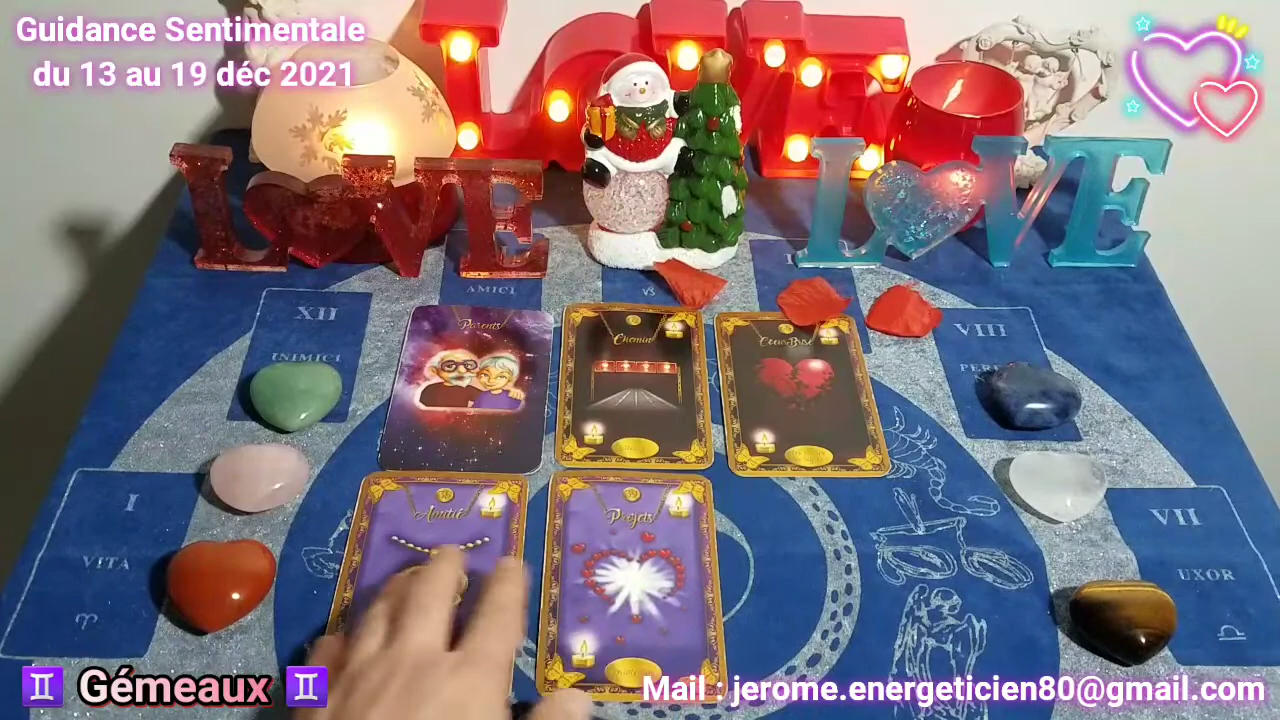 Guidance Sentimentale
du 13 au 19 déc 2021
LOVE
LOVE
LOVE
XII
INIMICI
AMICI
VIII
Parents
Chemin
Coeur Brisé
I
VITA
Amitié
Projets
VII
UXOR
♊ Gémeaux ♊
Mail : jerome.energeticien80@gmail.com